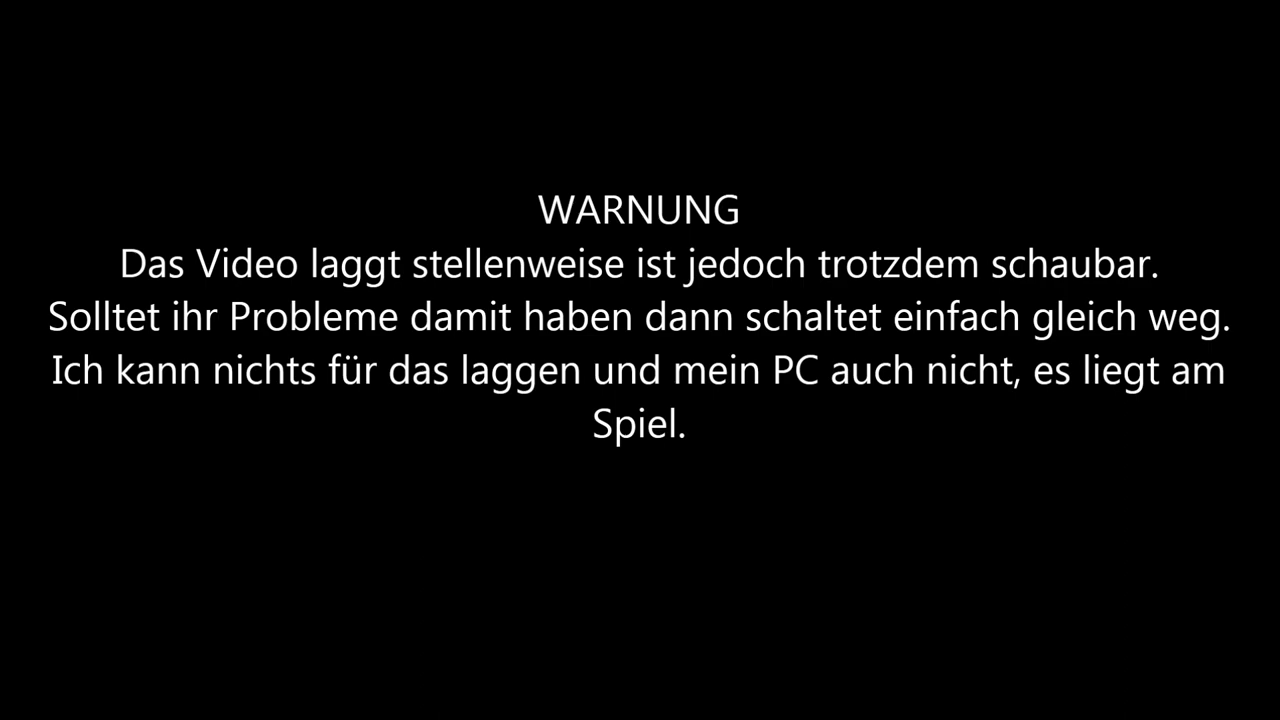 WARNUNG
Das Video laggt stellenweise ist jedoch trotzdem schaubar.
Solltet ihr Probleme damit haben dann schaltet einfach gleich weg.
Ich kann nichts für das laggen und mein PC auch nicht, es liegt am
Spiel.